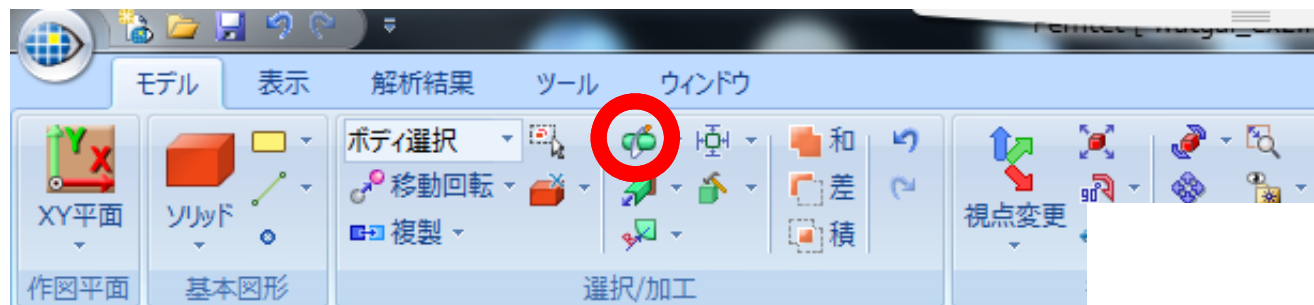 モデル 表示 解析結果 ツール ウィンドウ
ボディ選択 和
移動回転 差
XY平面 ソリッド 視点変更
複製 積
作図平面 基本図形 選択/加工